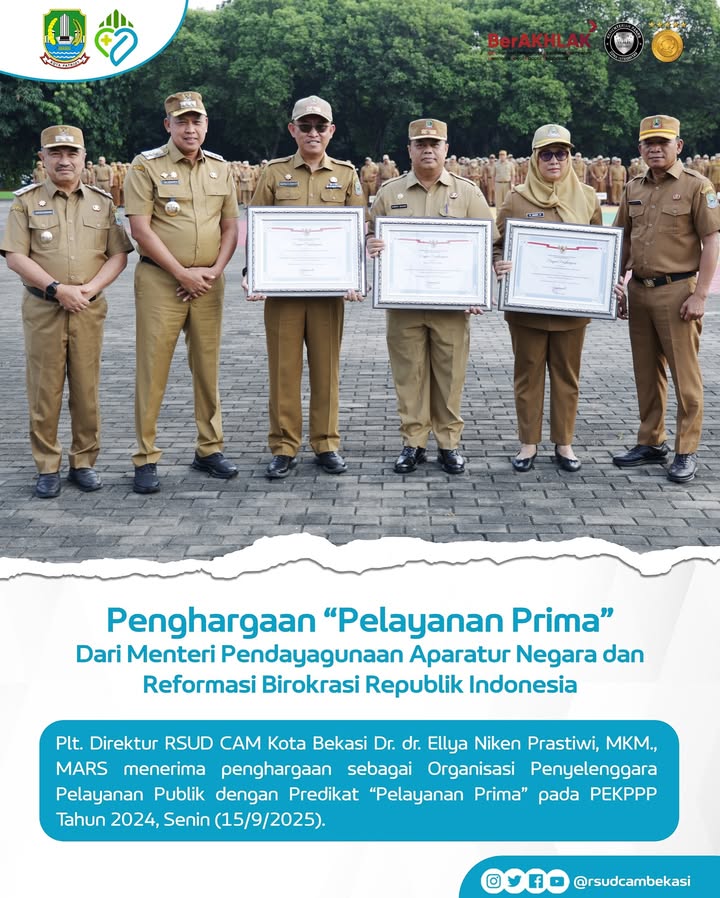 KOTA PATRIOT
BerAKHLAK
Penghargaan “Pelayanan Prima”
Dari Menteri Pendayagunaan Aparatur Negara dan
Reformasi Birokrasi Republik Indonesia
Plt. Direktur RSUD CAM Kota Bekasi Dr. dr. Ellya Niken Prastiwi, MKM.,
MARS menerima penghargaan sebagai Organisasi Penyelenggara
Pelayanan Publik dengan Predikat “Pelayanan Prima” pada PEKPPP
Tahun 2024, Senin (15/9/2025).
@rsudcambekasi